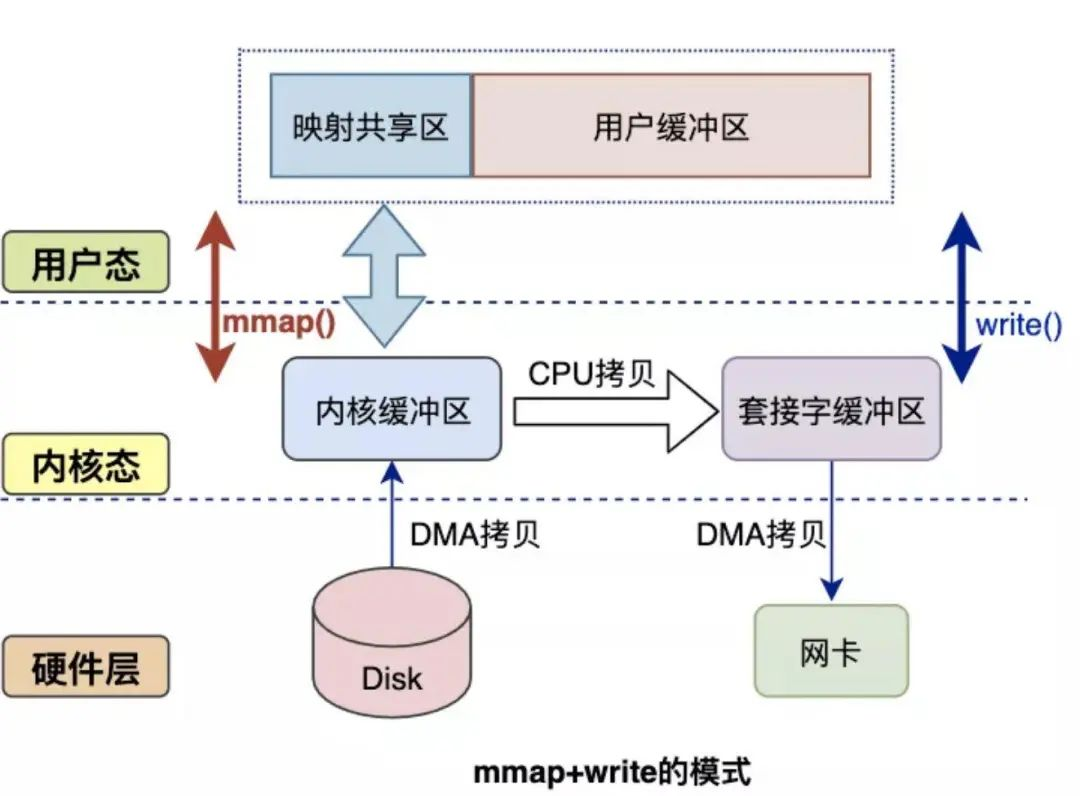 映射共享区
用户缓冲区
用户态
mmap()
write()
CPU拷贝
内核缓冲区
套接字缓冲区
内核态
DMA拷贝
DMA拷贝
硬件层
Disk
网卡
mmap+write的模式